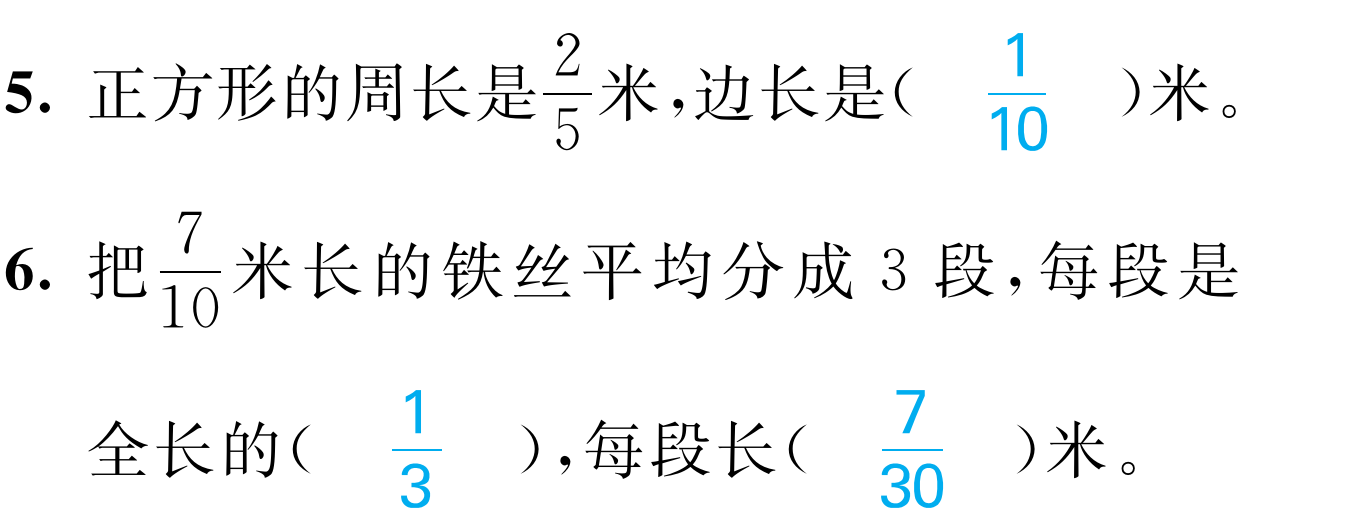 5. 正方形的周长是2/5米,边长是( 1/10 )米。
6. 把7/10米长的铁丝平均分成 3 段,每段是
全长的( 1/3 ),每段长( 7/30 )米。